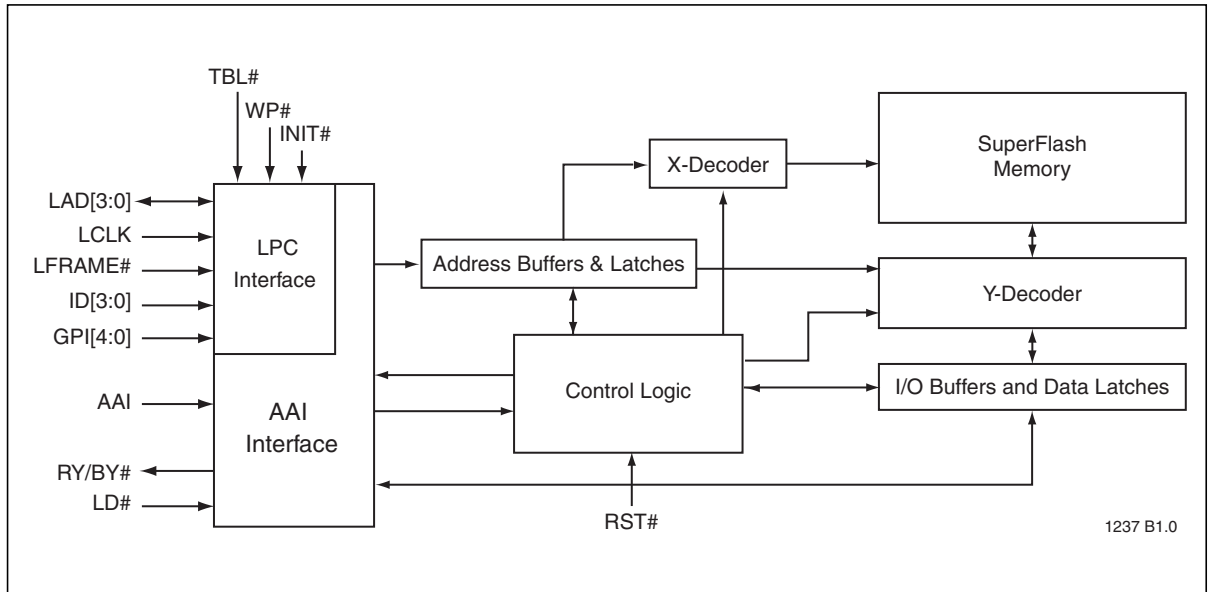 TBL#
WP#
INIT#
LAD[3:0]
LCLK
LFRAME#
ID[3:0]
GPI[4:0]
AAI
RY/BY#
LD#
LPC
Interface
AAI
Interface
Address Buffers & Latches
X-Decoder
Control Logic
RST#
SuperFlash
Memory
Y-Decoder
I/O Buffers and Data Latches
1237 B1.0